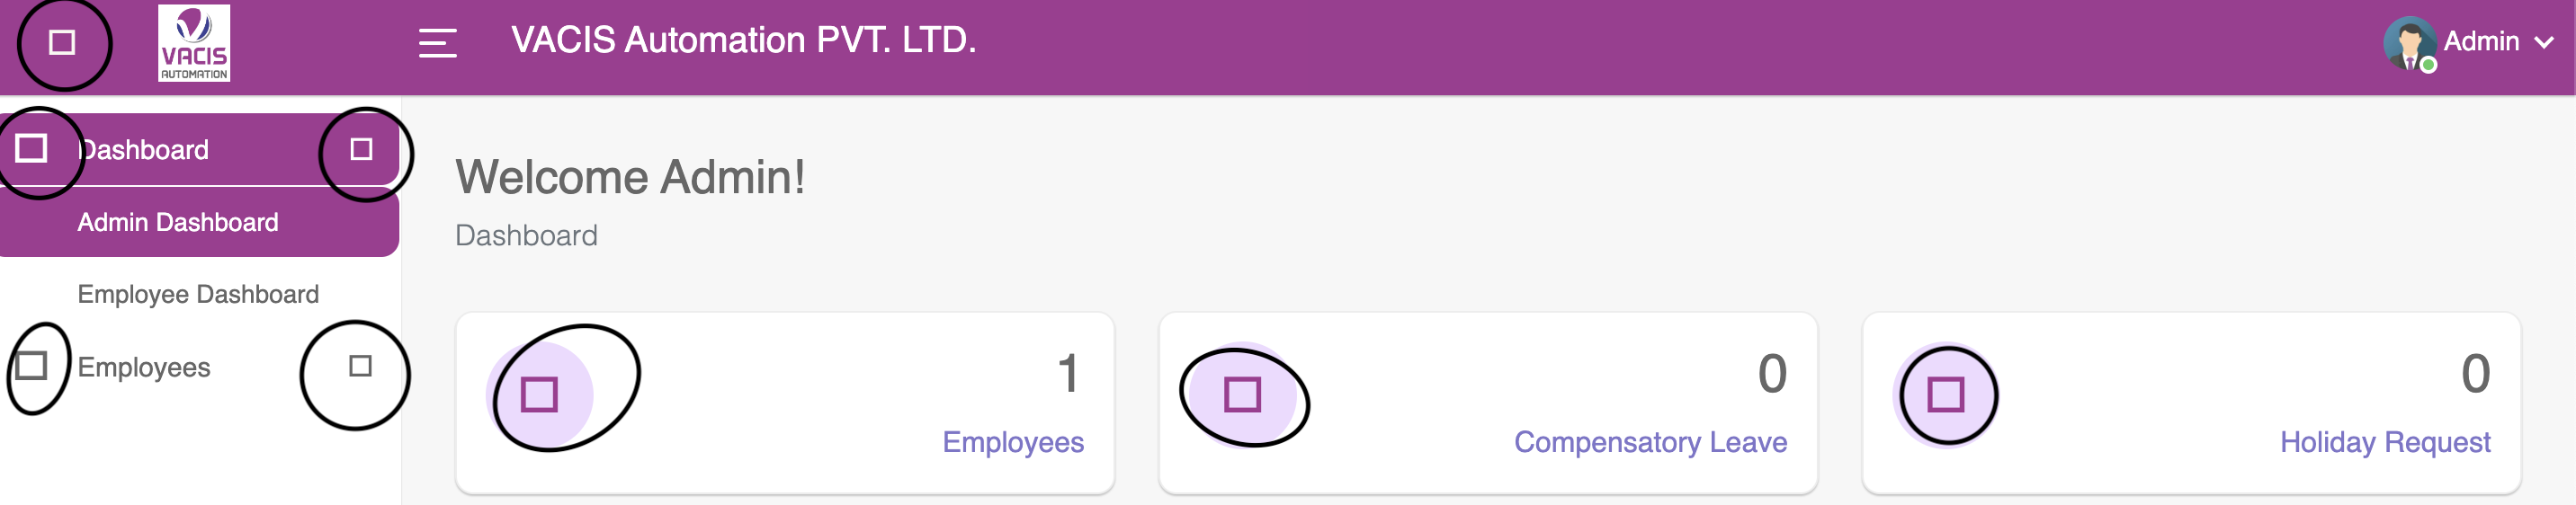 VACIS
AUTOMATION
VACIS Automation PVT. LTD.
Admin
Dashboard
Admin Dashboard
Employee Dashboard
Employees
Welcome Admin!
Dashboard
1
Employees
0
Compensatory Leave
0
Holiday Request